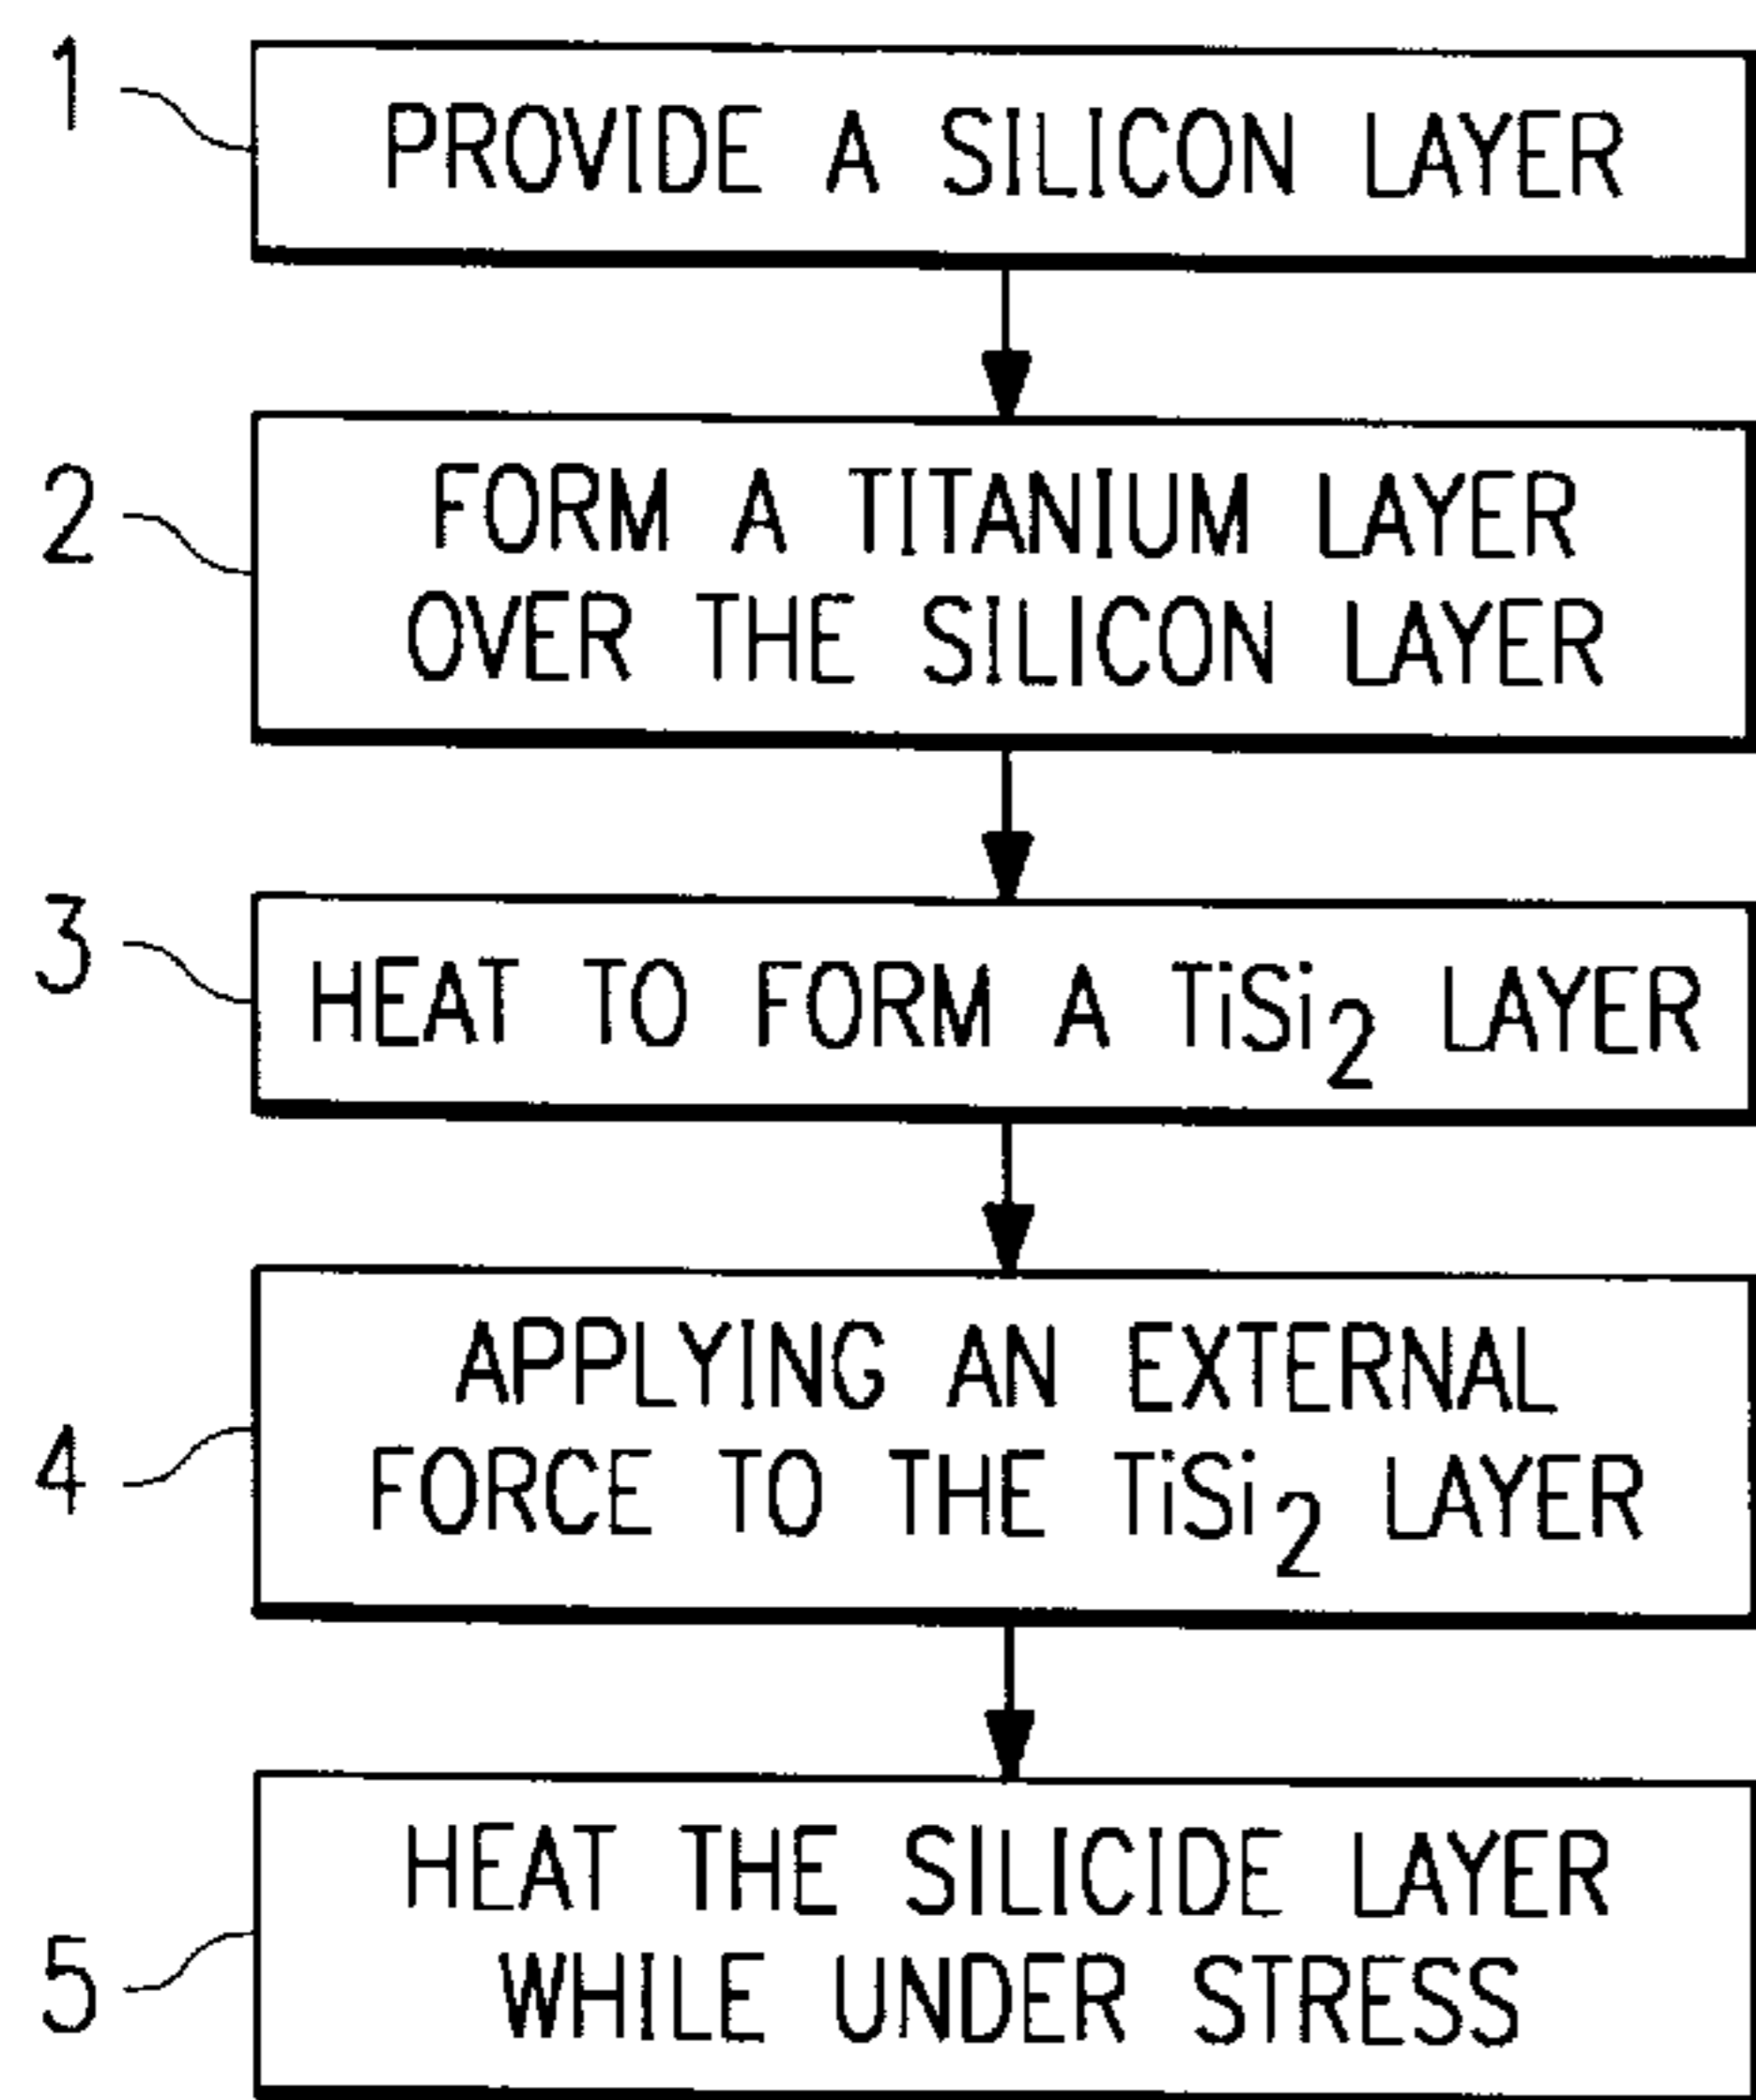 1
PROVIDE A SILICON LAYER
2
FORM A TITANIUM LAYER
OVER THE SILICON LAYER
3
HEAT TO FORM A TiSi₂ LAYER
4
APPLYING AN EXTERNAL
FORCE TO THE TiSi₂ LAYER
5
HEAT THE SILICIDE LAYER
WHILE UNDER STRESS